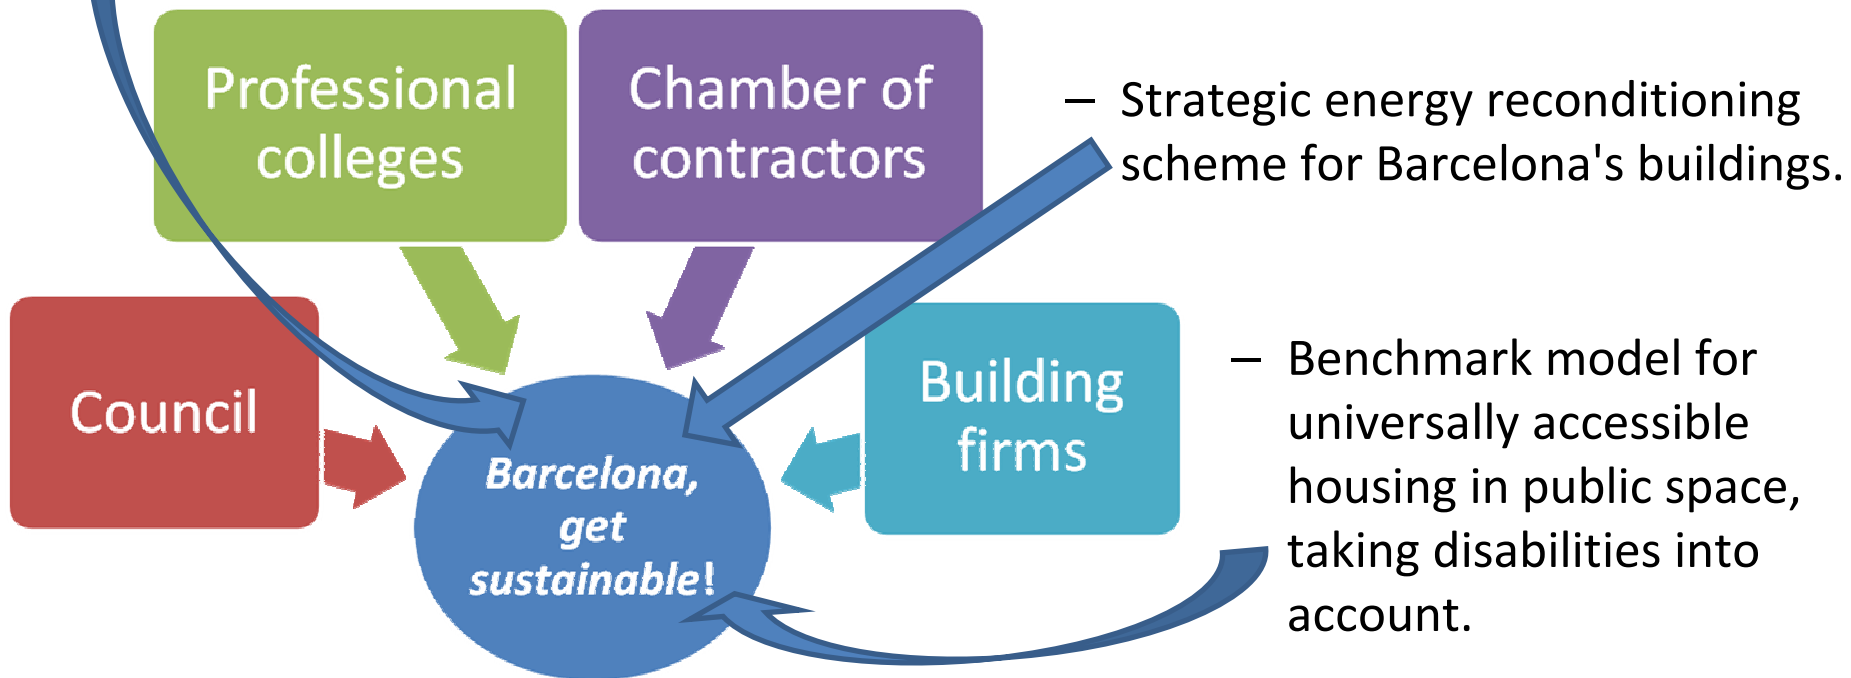 Professional
colleges
Chamber of
contractors
– Strategic energy reconditioning
scheme for Barcelona's buildings.
Council
Building
firms
Barcelona,
get
sustainable!
– Benchmark model for
universally accessible
housing in public space,
taking disabilities into
account.